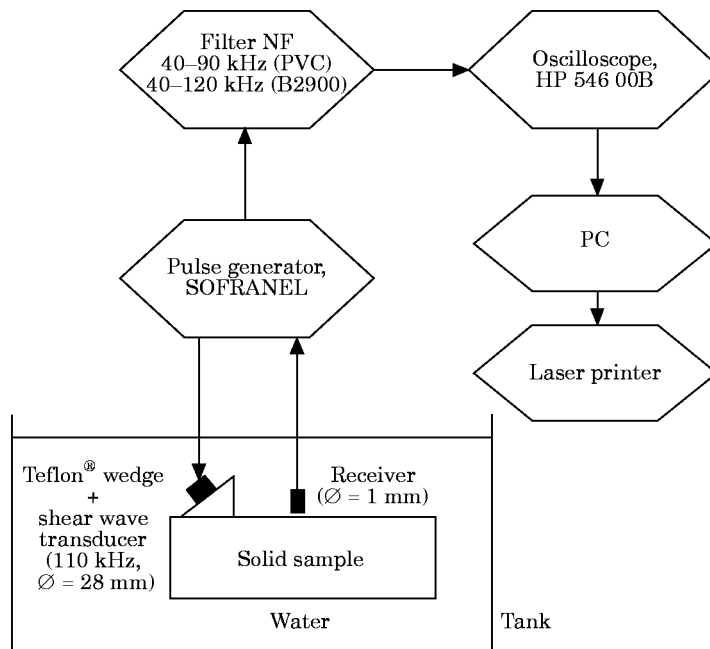 Filter NF
40–90 kHz (PVC)
40–120 kHz (B2900)
Oscilloscope,
HP 546 00B
Pulse generator,
SOFRANEL
PC
Laser printer
Teflon® wedge
+
shear wave
transducer
(110 kHz,
∅ = 28 mm)
Receiver
(∅ = 1 mm)
Solid sample
Water
Tank